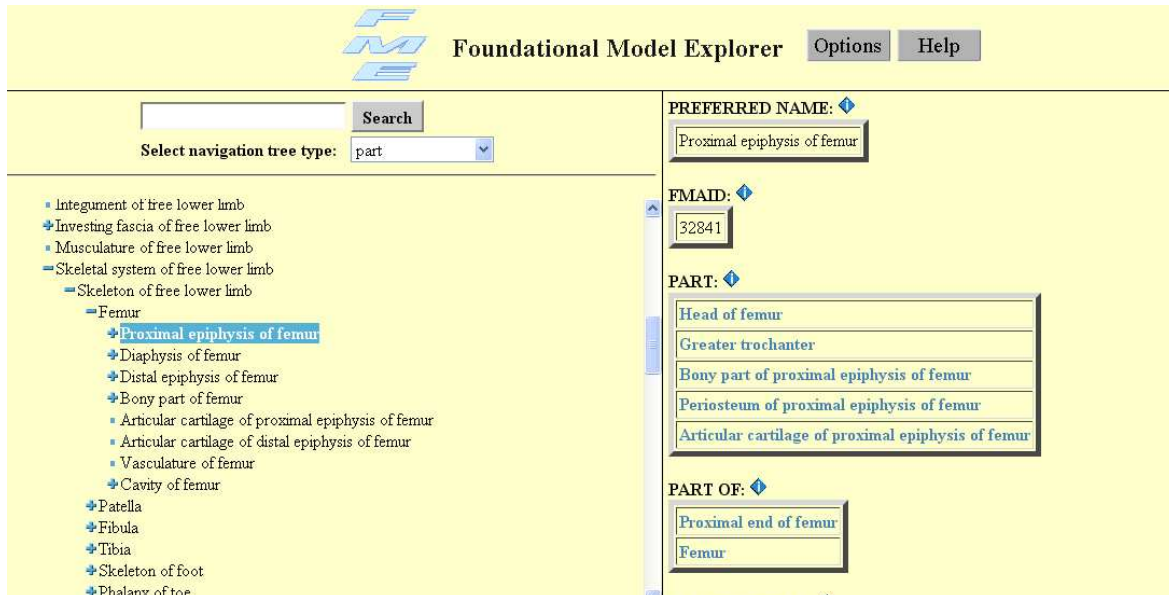 FME
Foundational Model Explorer
Options
Help
Search
Select navigation tree type: part
Integument of free lower limb
Investing fascia of free lower limb
Musculature of free lower limb
Skeletal system of free lower limb
Skeleton of free lower limb
Femur
Proximal epiphysis of femur
Diaphysis of femur
Distal epiphysis of femur
Bony part of femur
Articular cartilage of proximal epiphysis of femur
Articular cartilage of distal epiphysis of femur
Vasculature of femur
Cavity of femur
Patella
Fibula
Tibia
Skeleton of foot
Phalanx of toe
PREFERRED NAME:
Proximal epiphysis of femur
FMAID:
32841
PART:
Head of femur
Greater trochanter
Bony part of proximal epiphysis of femur
Periosteum of proximal epiphysis of femur
Articular cartilage of proximal epiphysis of femur
PART OF:
Proximal end of femur
Femur